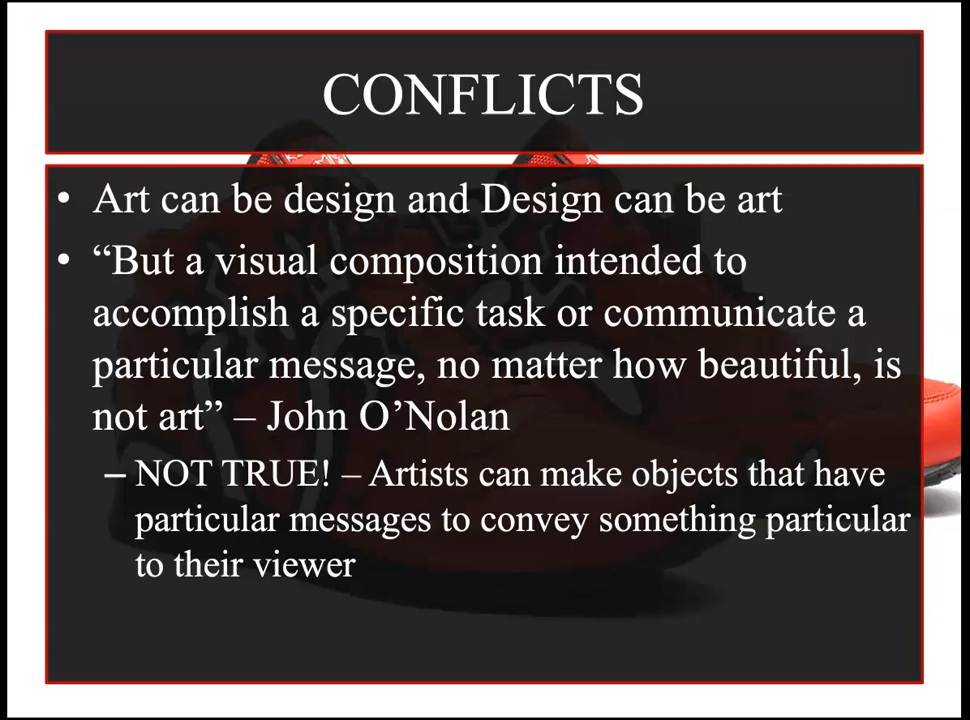 CONFLICTS
• Art can be design and Design can be art
• “But a visual composition intended to
accomplish a specific task or communicate a
particular message, no matter how beautiful, is
not art” – John O’Nolan
– NOT TRUE! – Artists can make objects that have
particular messages to convey something particular
to their viewer